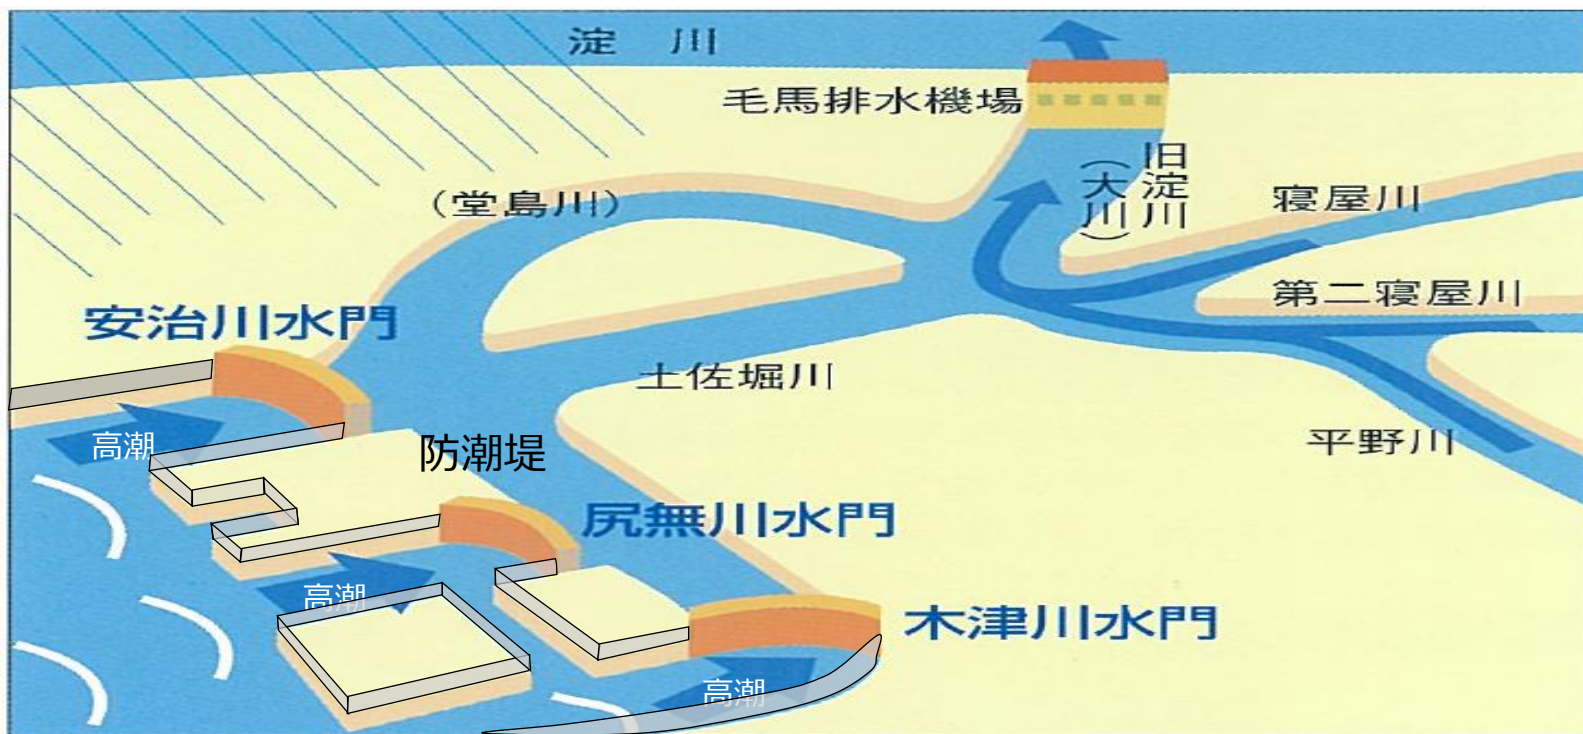 淀　川
毛馬排水機場
旧淀川
（大川）
（堂島川）
寝屋川
第二寝屋川
安治川水門
土佐堀川
平野川
高潮
防潮堤
尻無川水門
高潮
木津川水門
高潮